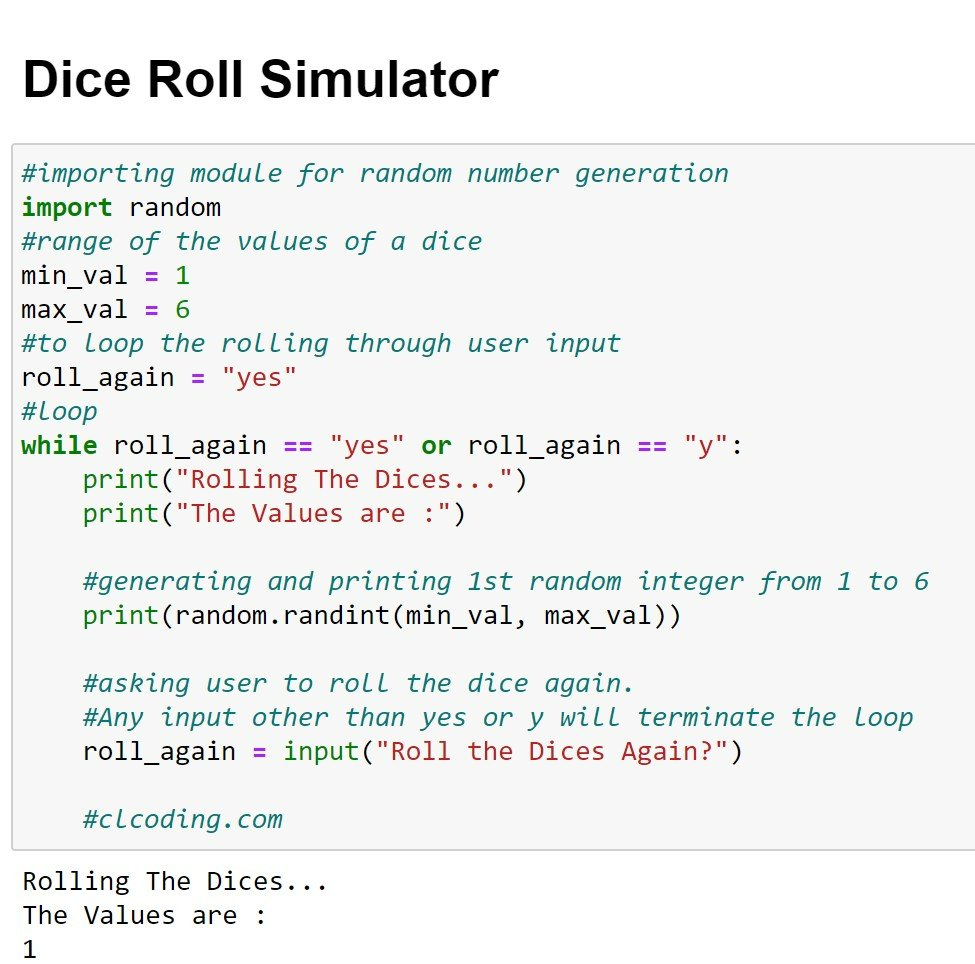 Dice Roll Simulator
#importing module for random number generation
import random
#range of the values of a dice
min_val = 1
max_val = 6
#to loop the rolling through user input
roll_again = "yes"
#loop
while roll_again == "yes" or roll_again == "y":
    print("Rolling The Dices...")
    print("The Values are :")
    #generating and printing 1st random integer from 1 to 6
    print(random.randint(min_val, max_val))
    #asking user to roll the dice again.
    #Any input other than yes or y will terminate the loop
    roll_again = input("Roll the Dices Again?")
    #clcoding.com
Rolling The Dices...
The Values are :
1